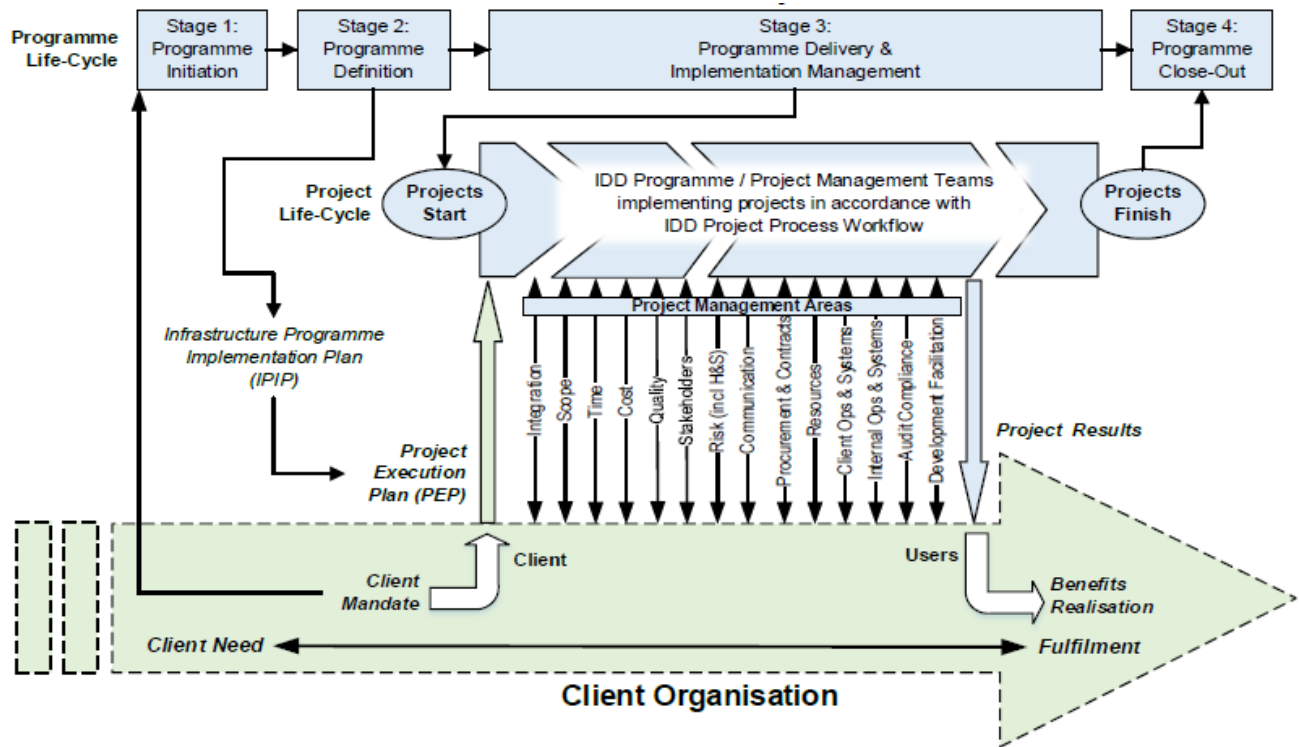 Programme
Life-Cycle
Stage 1:
Programme
Initiation
Stage 2:
Programme
Definition
Stage 3:
Programme Delivery &
Implementation Management
Stage 4:
Programme
Close-Out
Project
Life-Cycle
Projects
Start
IDD Programme / Project Management Teams
implementing projects in accordance with
IDD Project Process Workflow
Projects
Finish
Project Management Areas
Integration
Scope
Time
Cost
Quality
Stakeholders
Risk (incl H&S)
Communication
Procurement & Contracts
Resources
Client Ops & Systems
Internal Ops & Systems
Audit Compliance
Development Facilitation
Infrastructure Programme
Implementation Plan
(IPIP)
Project
Execution
Plan (PEP)
Project Results
Client
Users
Client
Mandate
Benefits
Realisation
Client Need
Fulfilment
Client Organisation